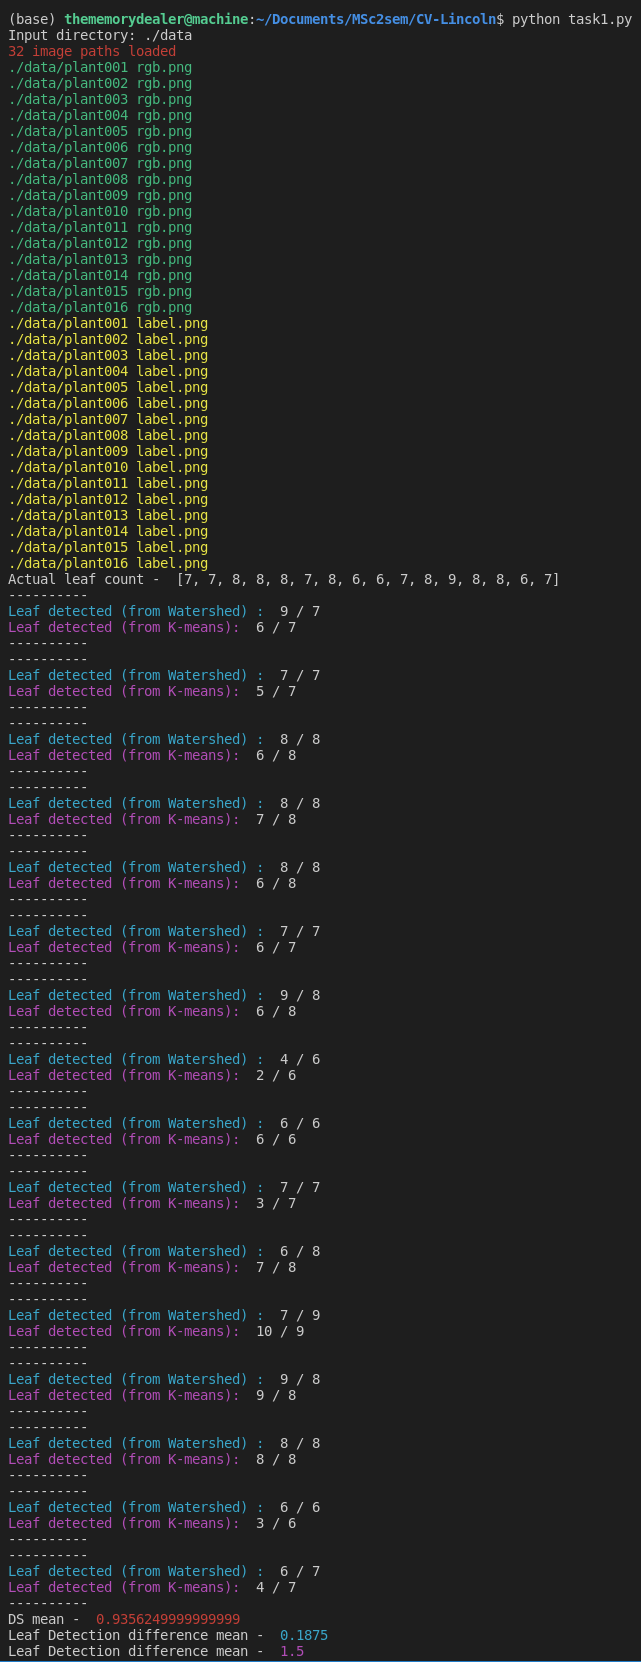 (base) thememorydealer@machine:~/Documents/MSc2sem/CV-Lincoln$ python task1.py
Input directory: ./data
32 image paths loaded
./data/plant001 rgb.png
./data/plant002 rgb.png
./data/plant003 rgb.png
./data/plant004 rgb.png
./data/plant005 rgb.png
./data/plant006 rgb.png
./data/plant007 rgb.png
./data/plant008 rgb.png
./data/plant009 rgb.png
./data/plant010 rgb.png
./data/plant011 rgb.png
./data/plant012 rgb.png
./data/plant013 rgb.png
./data/plant014 rgb.png
./data/plant015 rgb.png
./data/plant016 rgb.png
./data/plant001 label.png
./data/plant002 label.png
./data/plant003 label.png
./data/plant004 label.png
./data/plant005 label.png
./data/plant006 label.png
./data/plant007 label.png
./data/plant008 label.png
./data/plant009 label.png
./data/plant010 label.png
./data/plant011 label.png
./data/plant012 label.png
./data/plant013 label.png
./data/plant014 label.png
./data/plant015 label.png
./data/plant016 label.png
Actual leaf count -  [7, 7, 8, 8, 8, 7, 8, 6, 6, 7, 8, 9, 8, 8, 6, 7]
----------
Leaf detected (from Watershed) :  9 / 7
Leaf detected (from K-means):  6 / 7
----------
----------
Leaf detected (from Watershed) :  7 / 7
Leaf detected (from K-means):  5 / 7
----------
----------
Leaf detected (from Watershed) :  8 / 8
Leaf detected (from K-means):  6 / 8
----------
----------
Leaf detected (from Watershed) :  8 / 8
Leaf detected (from K-means):  7 / 8
----------
----------
Leaf detected (from Watershed) :  8 / 8
Leaf detected (from K-means):  6 / 8
----------
----------
Leaf detected (from Watershed) :  7 / 7
Leaf detected (from K-means):  6 / 7
----------
----------
Leaf detected (from Watershed) :  9 / 8
Leaf detected (from K-means):  6 / 8
----------
----------
Leaf detected (from Watershed) :  4 / 6
Leaf detected (from K-means):  2 / 6
----------
----------
Leaf detected (from Watershed) :  6 / 6
Leaf detected (from K-means):  6 / 6
----------
----------
Leaf detected (from Watershed) :  7 / 7
Leaf detected (from K-means):  3 / 7
----------
----------
Leaf detected (from Watershed) :  6 / 8
Leaf detected (from K-means):  7 / 8
----------
----------
Leaf detected (from Watershed) :  7 / 9
Leaf detected (from K-means):  10 / 9
----------
----------
Leaf detected (from Watershed) :  9 / 8
Leaf detected (from K-means):  9 / 8
----------
----------
Leaf detected (from Watershed) :  8 / 8
Leaf detected (from K-means):  8 / 8
----------
----------
Leaf detected (from Watershed) :  6 / 6
Leaf detected (from K-means):  3 / 6
----------
----------
Leaf detected (from Watershed) :  6 / 7
Leaf detected (from K-means):  4 / 7
----------
DS mean -  0.9356249999999999
Leaf Detection difference mean -  0.1875
Leaf Detection difference mean -  1.5